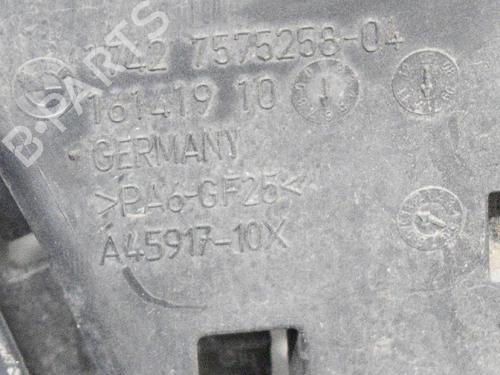 7575258-04
161419 10
GERMANY
>PA6-GF25<
A45917-10X
B-PARTS